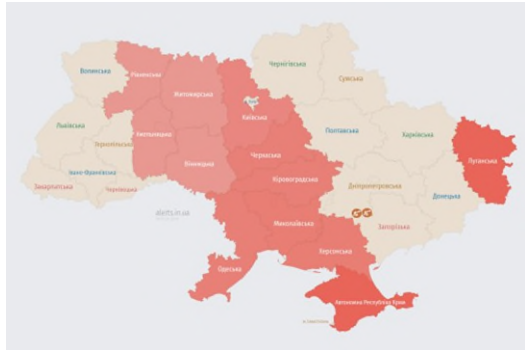 Чернігівська
Волинська
Рівненська
Сумська
Житомирська
Київська
Львівська
Полтавська
Харківська
Хмельницька
Тернопільська
Черкаська
Луганська
Вінницька
Івано-Франківська
Кіровоградська
Дніпропетровська
Закарпатська
Чернівецька
Донецька
alerts.in.ua
Миколаївська
Запорізька
Херсонська
Одеська
Автономна Республіка Крим